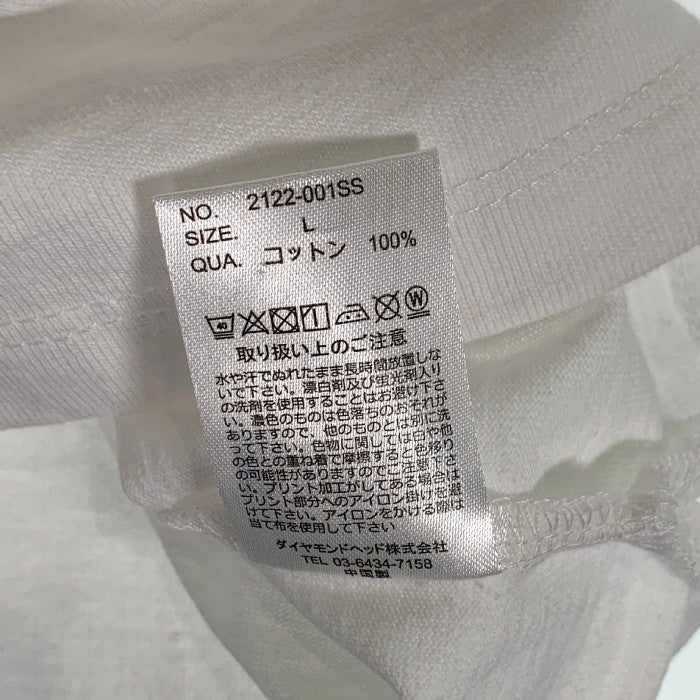 NO. 2122-001SS
SIZE. L
QUA. コットン 100%
40 W
取り扱い上のご注意
水や汗でぬれたまま長時間放置しな
いで下さい。漂白剤及び蛍光剤入り
の洗剤を使用することはお避け下さ
い。濃色のものは色落ちのおそれが
ありますので、他のものとは別に洗
って下さい。色物に関しては白や他
の色との重ね着で摩擦すると色移り
の可能性がありますのでご注意下さ
い。プリント加工がしてある場合は、
プリント部分へのアイロン掛けを避
けて下さい。アイロンをかける際は
当て布を使用して下さい
ダイヤモンドヘッド株式会社
TEL 03-6434-7158
中国製